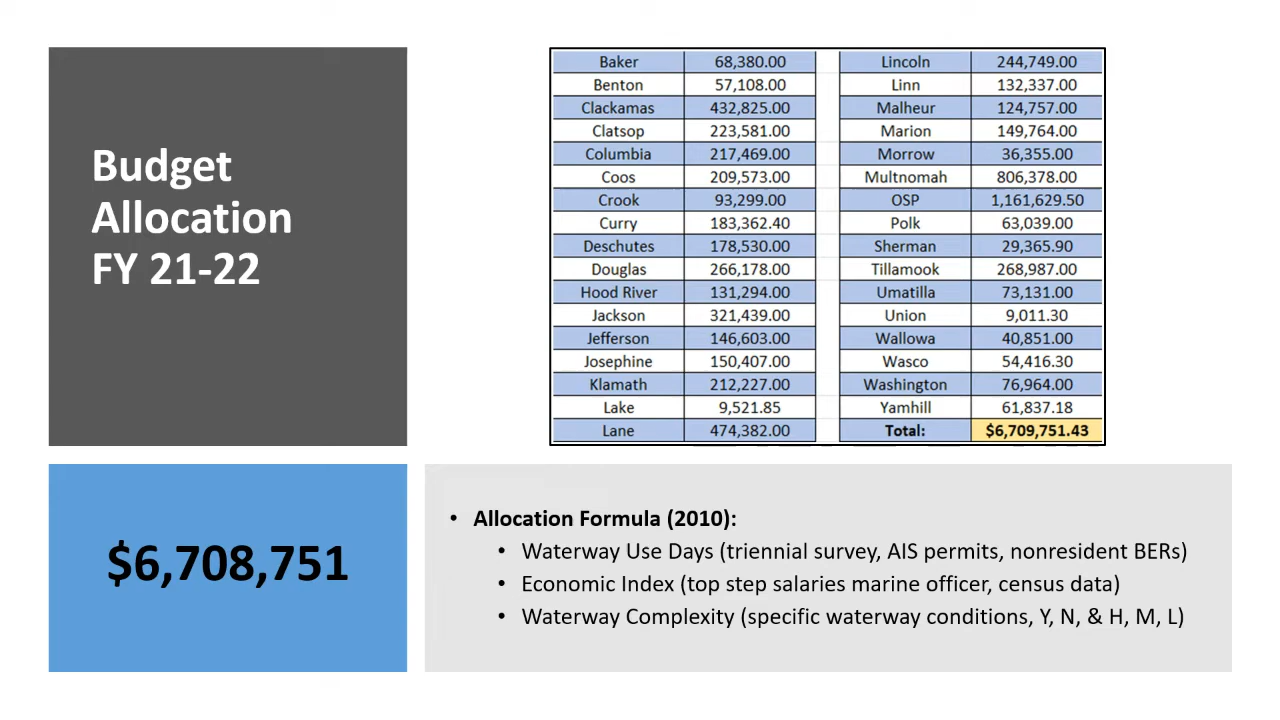 Budget
Allocation
FY 21-22
Baker 68,380.00 Lincoln 244,749.00
Benton 57,108.00 Linn 132,337.00
Clackamas 432,825.00 Malheur 124,757.00
Clatsop 223,581.00 Marion 149,764.00
Columbia 217,469.00 Morrow 36,355.00
Coos 209,573.00 Multnomah 806,378.00
Crook 93,299.00 OSP 1,161,629.50
Curry 183,362.40 Polk 63,039.00
Deschutes 178,530.00 Sherman 29,365.90
Douglas 266,178.00 Tillamook 268,987.00
Hood River 131,294.00 Umatilla 73,131.00
Jackson 321,439.00 Union 9,011.30
Jefferson 146,603.00 Wallowa 40,851.00
Josephine 150,407.00 Wasco 54,416.30
Klamath 212,227.00 Washington 76,964.00
Lake 9,521.85 Yamhill 61,837.18
Lane 474,382.00 Total: $6,709,751.43
$6,708,751
• Allocation Formula (2010):
• Waterway Use Days (triennial survey, AIS permits, nonresident BERs)
• Economic Index (top step salaries marine officer, census data)
• Waterway Complexity (specific waterway conditions, Y, N, & H, M, L)